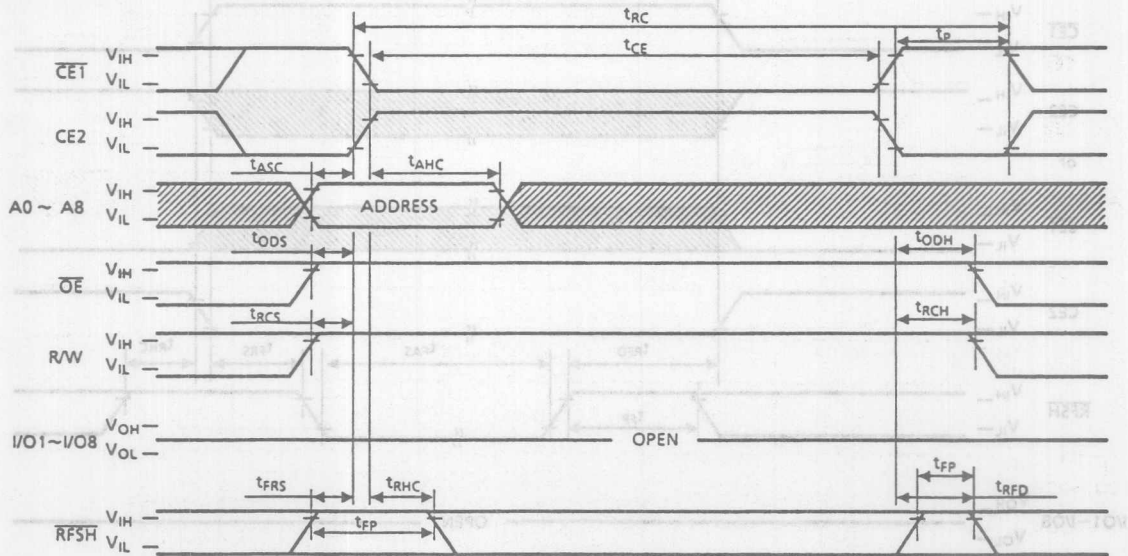 tRC
tCE
tP
CE1 VIH
VIL
CE2 VIH
VIL
tASC
tAHC
A0 ~ A8 VIH
VIL
ADDRESS
tODS
tODH
OE VIH
VIL
tRCS
tRCH
R/W VIH
VIL
I/O1~I/O8 VOH
VOL
OPEN
tFRS
tRHC
tFP
tFP
tRFD
RFSH VIH
VIL